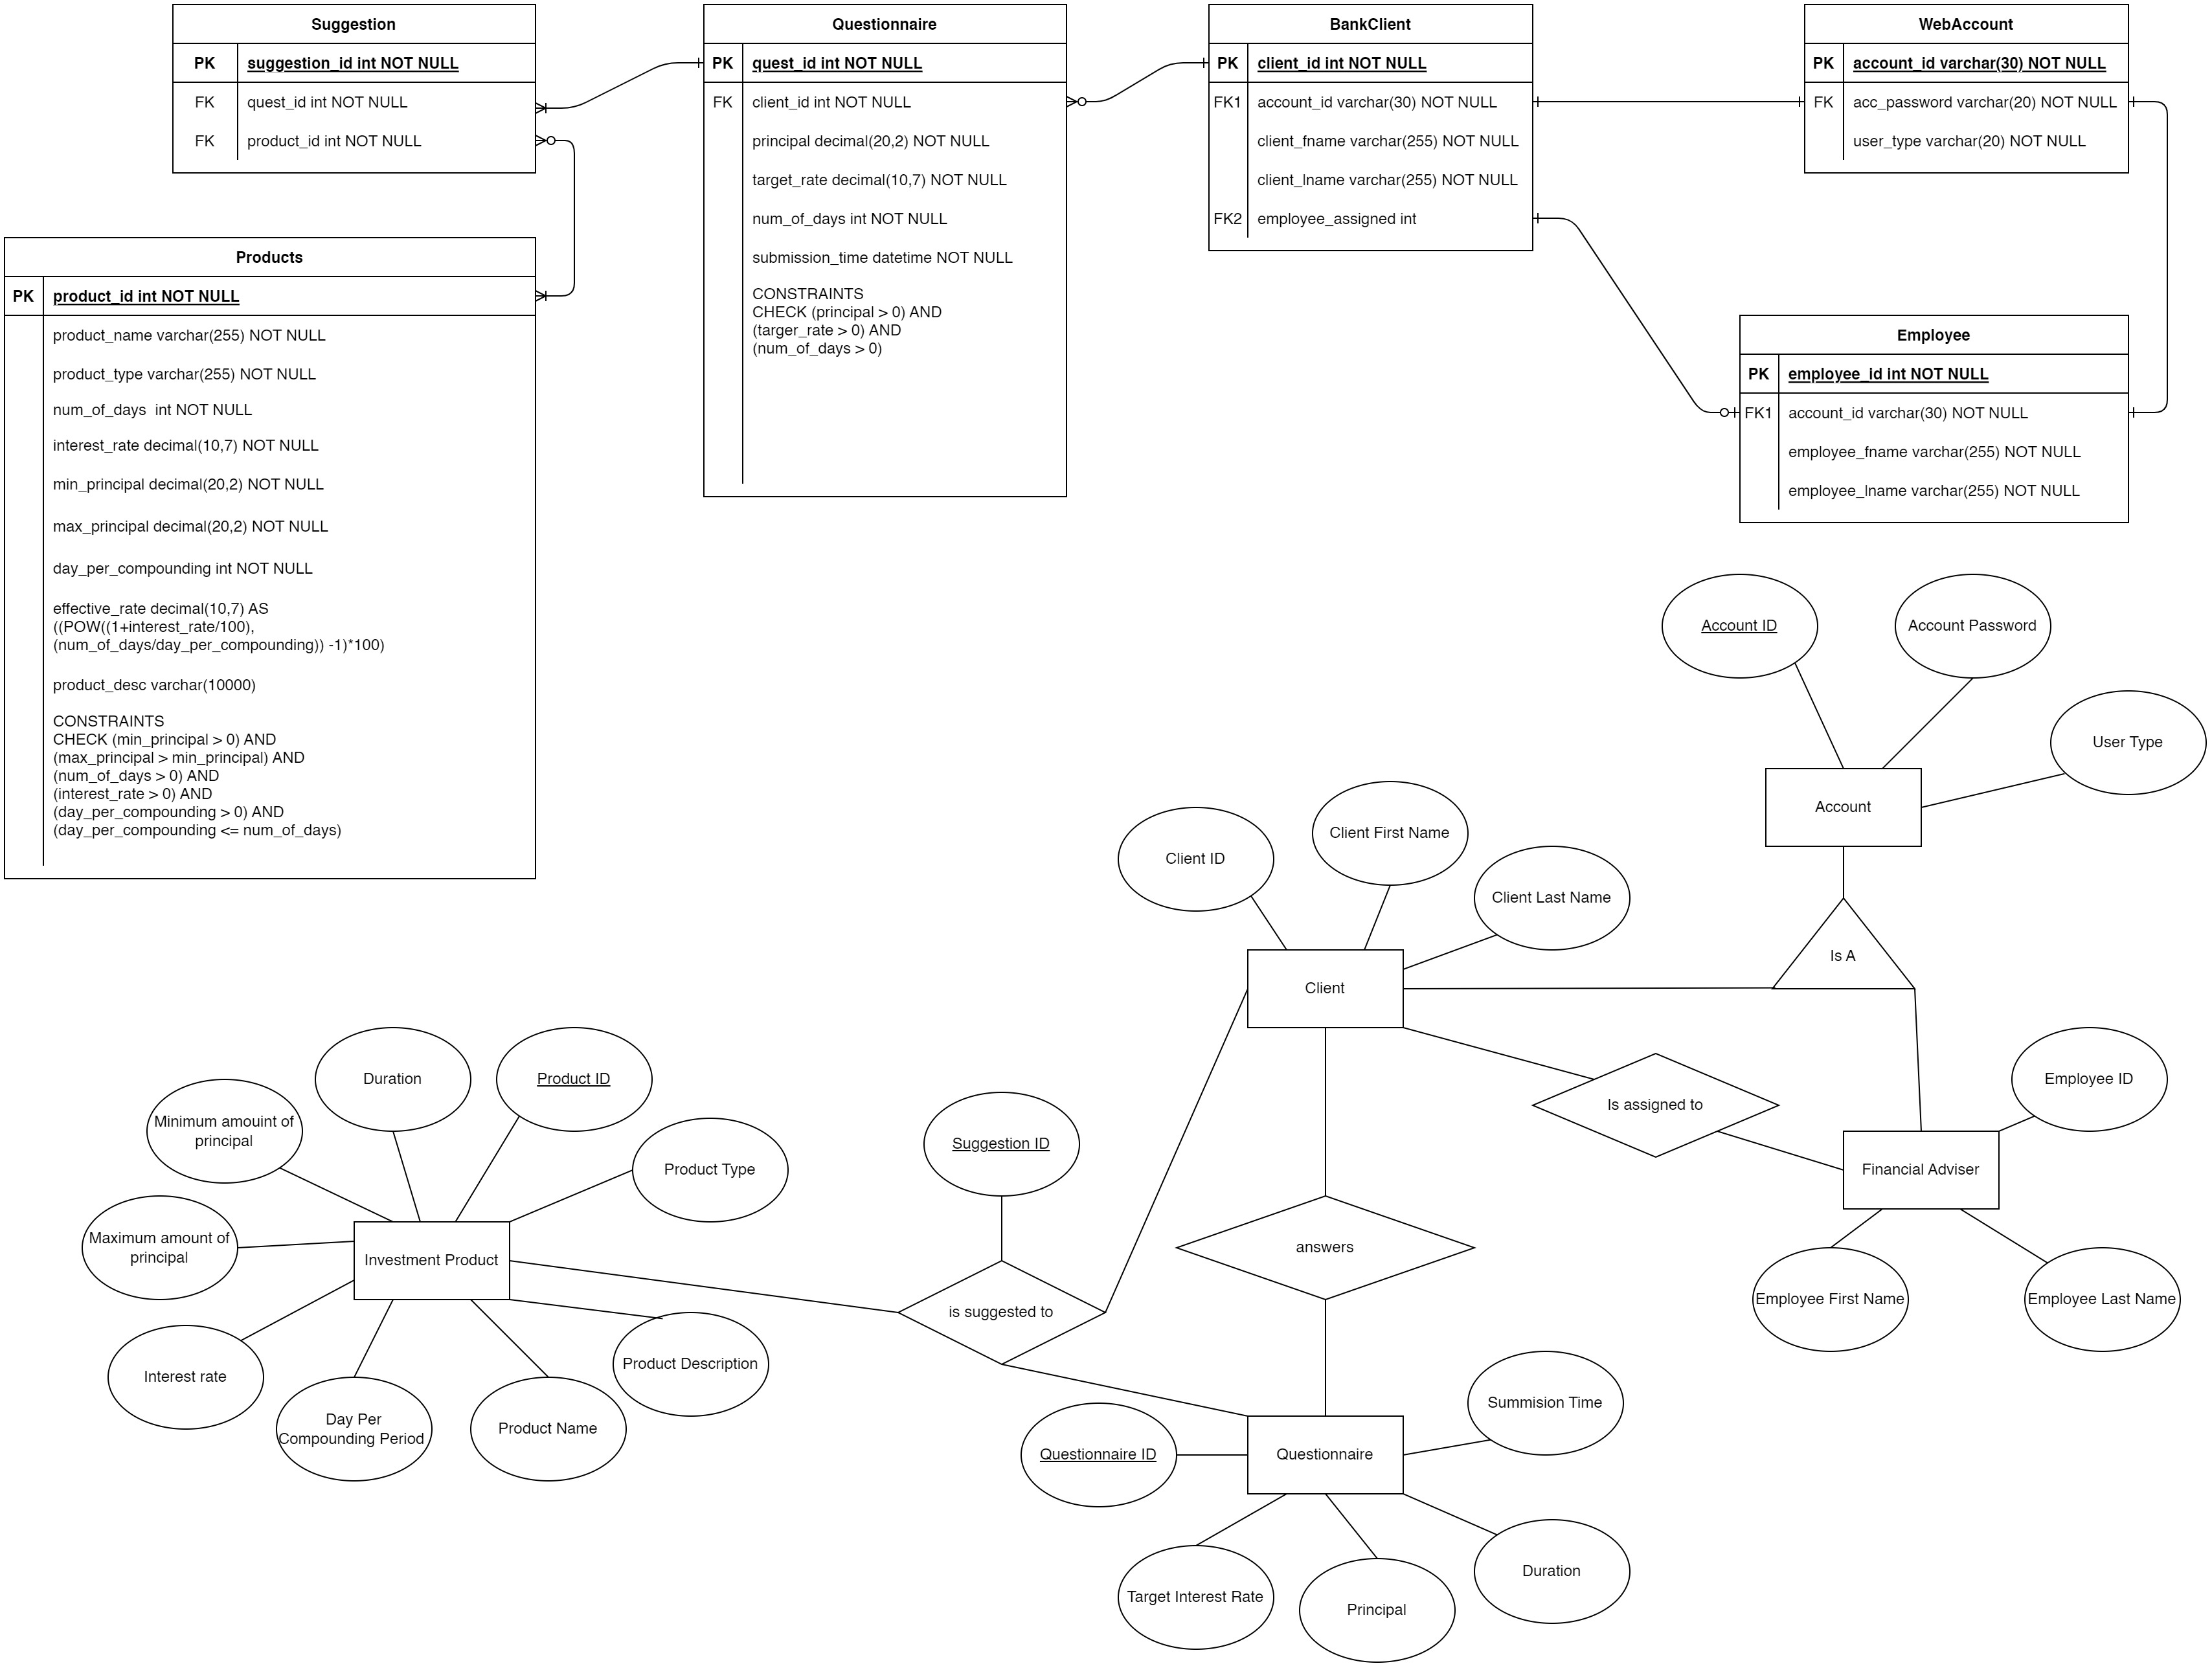 Suggestion
PK suggestion_id int NOT NULL
FK quest_id int NOT NULL
FK product_id int NOT NULL
Questionnaire
PK quest_id int NOT NULL
FK client_id int NOT NULL
principal decimal(20,2) NOT NULL
target_rate decimal(10,7) NOT NULL
num_of_days int NOT NULL
submission_time datetime NOT NULL
CONSTRAINTS
CHECK (principal > 0) AND
(targer_rate > 0) AND
(num_of_days > 0)
BankClient
PK client_id int NOT NULL
FK1 account_id varchar(30) NOT NULL
client_fname varchar(255) NOT NULL
client_lname varchar(255) NOT NULL
FK2 employee_assigned int
WebAccount
PK account_id varchar(30) NOT NULL
FK acc_password varchar(20) NOT NULL
user_type varchar(20) NOT NULL
Products
PK product_id int NOT NULL
product_name varchar(255) NOT NULL
product_type varchar(255) NOT NULL
num_of_days int NOT NULL
interest_rate decimal(10,7) NOT NULL
min_principal decimal(20,2) NOT NULL
max_principal decimal(20,2) NOT NULL
day_per_compounding int NOT NULL
effective_rate decimal(10,7) AS
((POW((1+interest_rate/100),
(num_of_days/day_per_compounding)) -1)*100)
product_desc varchar(10000)
CONSTRAINTS
CHECK (min_principal > 0) AND
(max_principal > min_principal) AND
(num_of_days > 0) AND
(interest_rate > 0) AND
(day_per_compounding > 0) AND
(day_per_compounding <= num_of_days)
Employee
PK employee_id int NOT NULL
FK1 account_id varchar(30) NOT NULL
employee_fname varchar(255) NOT NULL
employee_lname varchar(255) NOT NULL
Account ID
Account Password
User Type
Account
Is A
Client ID
Client First Name
Client Last Name
Client
Is assigned to
Employee ID
Financial Adviser
Employee First Name
Employee Last Name
Duration
Product ID
Minimum amouint of
principal
Product Type
Maximum amount of
principal
Investment Product
Interest rate
Day Per
Compounding Period
Product Name
Product Description
Suggestion ID
is suggested to
answers
Summision Time
Questionnaire ID
Questionnaire
Target Interest Rate
Principal
Duration